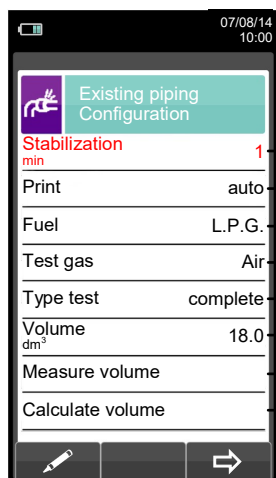 07/08/14
10:00
Existing piping
Configuration
Stabilization 1
min
Print auto
Fuel L.P.G.
Test gas Air
Type test complete
Volume 18.0
dm³
Measure volume
Calculate volume